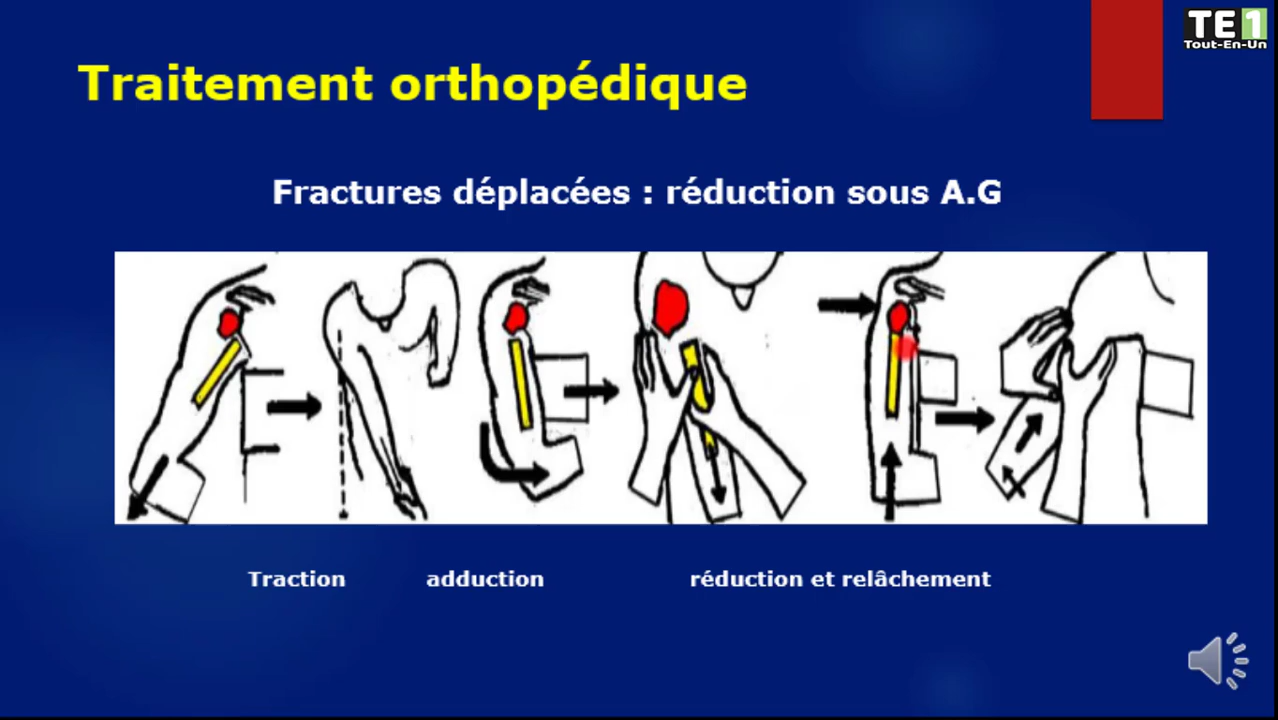 TE1
Tout-En-Un
Traitement orthopédique
Fractures déplacées : réduction sous A.G
Traction adduction réduction et relâchement